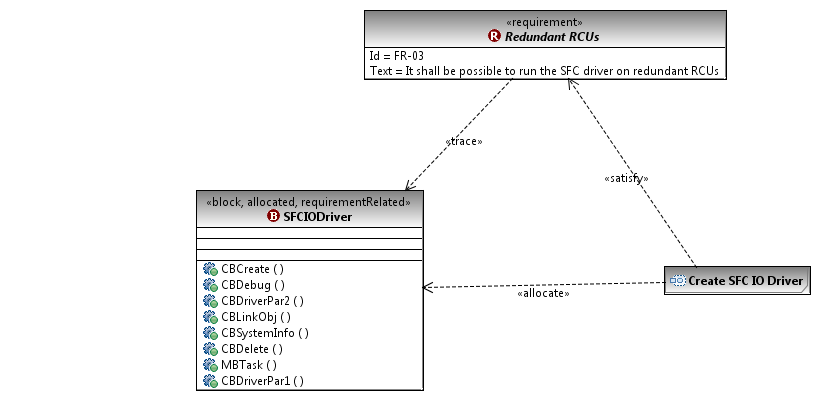 «requirement»
R Redundant RCUs
Id = FR-03
Text = It shall be possible to run the SFC driver on redundant RCUs
«trace»
«satisfy»
«block, allocated, requirementRelated»
B SFCIODriver
CBCreate ( )
CBDebug ( )
CBDriverPar2 ( )
CBLinkObj ( )
CBSystemInfo ( )
CBDelete ( )
MBTask ( )
CBDriverPar1 ( )
«allocate»
Create SFC IO Driver